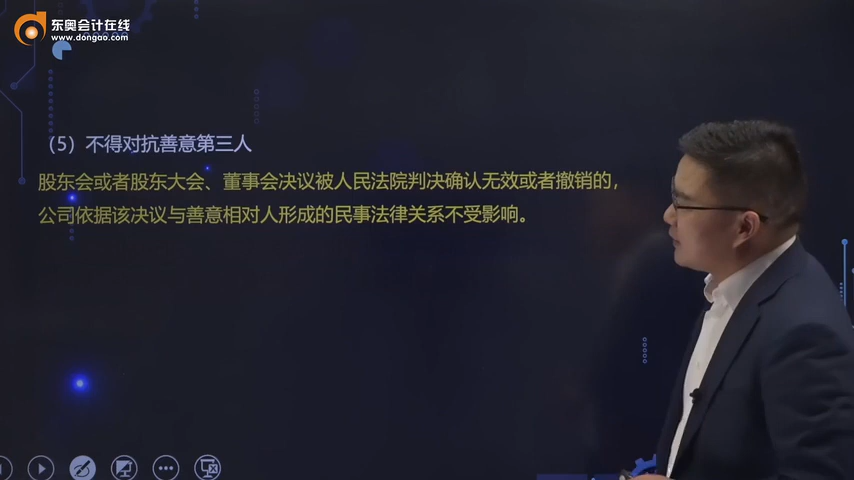 东奥会计在线
www.dongao.com
（5）不得对抗善意第三人
股东会或者股东大会、董事会决议被人民法院判决确认无效或者撤销的，
公司依据该决议与善意相对人形成的民事法律关系不受影响。